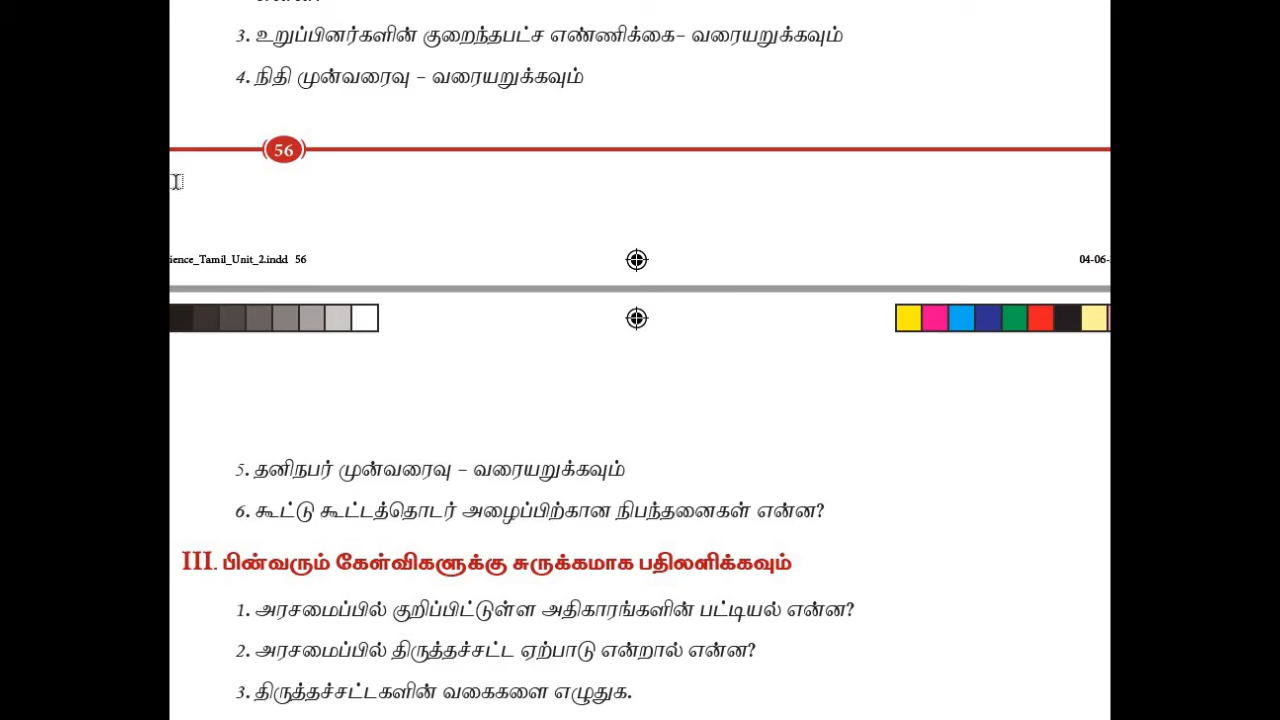 3. உறுப்பினர்களின் குறைந்தபட்ச எண்ணிக்கை– வரையறுக்கவும்
4. நிதி முன்வரைவு – வரையறுக்கவும்
56
ience_Tamil_Unit_2.indd 56
04-06-
5. தனிநபர் முன்வரைவு – வரையறுக்கவும்
6. கூட்டு கூட்டத்தொடர் அழைப்பிற்கான நிபந்தனைகள் என்ன?
III. பின்வரும் கேள்விகளுக்கு சுருக்கமாக பதிலளிக்கவும்
1. அரசமைப்பில் குறிப்பிட்டுள்ள அதிகாரங்களின் பட்டியல் என்ன?
2. அரசமைப்பில் திருத்தச்சட்ட ஏற்பாடு என்றால் என்ன?
3. திருத்தச்சட்டகளின் வகைகளை எழுதுக.